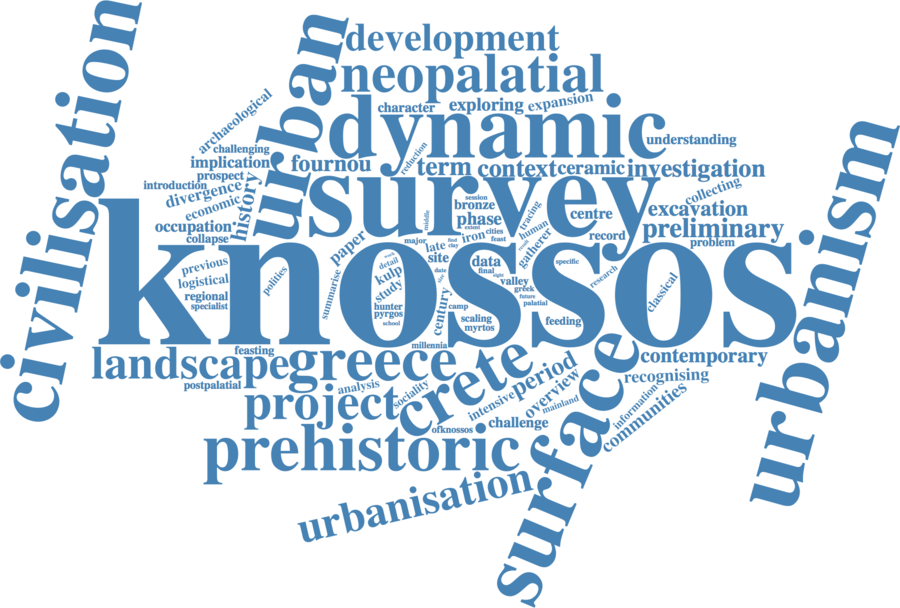 civilisation
urban
development
neopalatial
archaeological
character
exploring
expansion
dynamic
challenging
reduction
understanding
implication
fournou
term
context
ceramic
investigation
prospect
introduction
divergence
history
survey
session
collecting
economic
bronze
tracing
centre
excavation
middle
phase
extent
cities
human
occupation
collapse
paper
major
late
find
clay
iron
feast
gatherer
record
preliminary
problem
urbanism
knossos
previous
politics
logistical
regional
specialist
summarise
detail
kulp
study
hunter
pyrgos
school
site
data
final
date
century
camp
valley
greek
future
palatial
scaling
myrtos
specific
research
feeding
classical
millennia
landscape
feasting
greece
crete
surface
contemporary
postpalatial
analysis
sociality
period
recognising
project
intensive
overview
mainland
information
communities
ofknossos
challenge
prehistoric
urbanisation